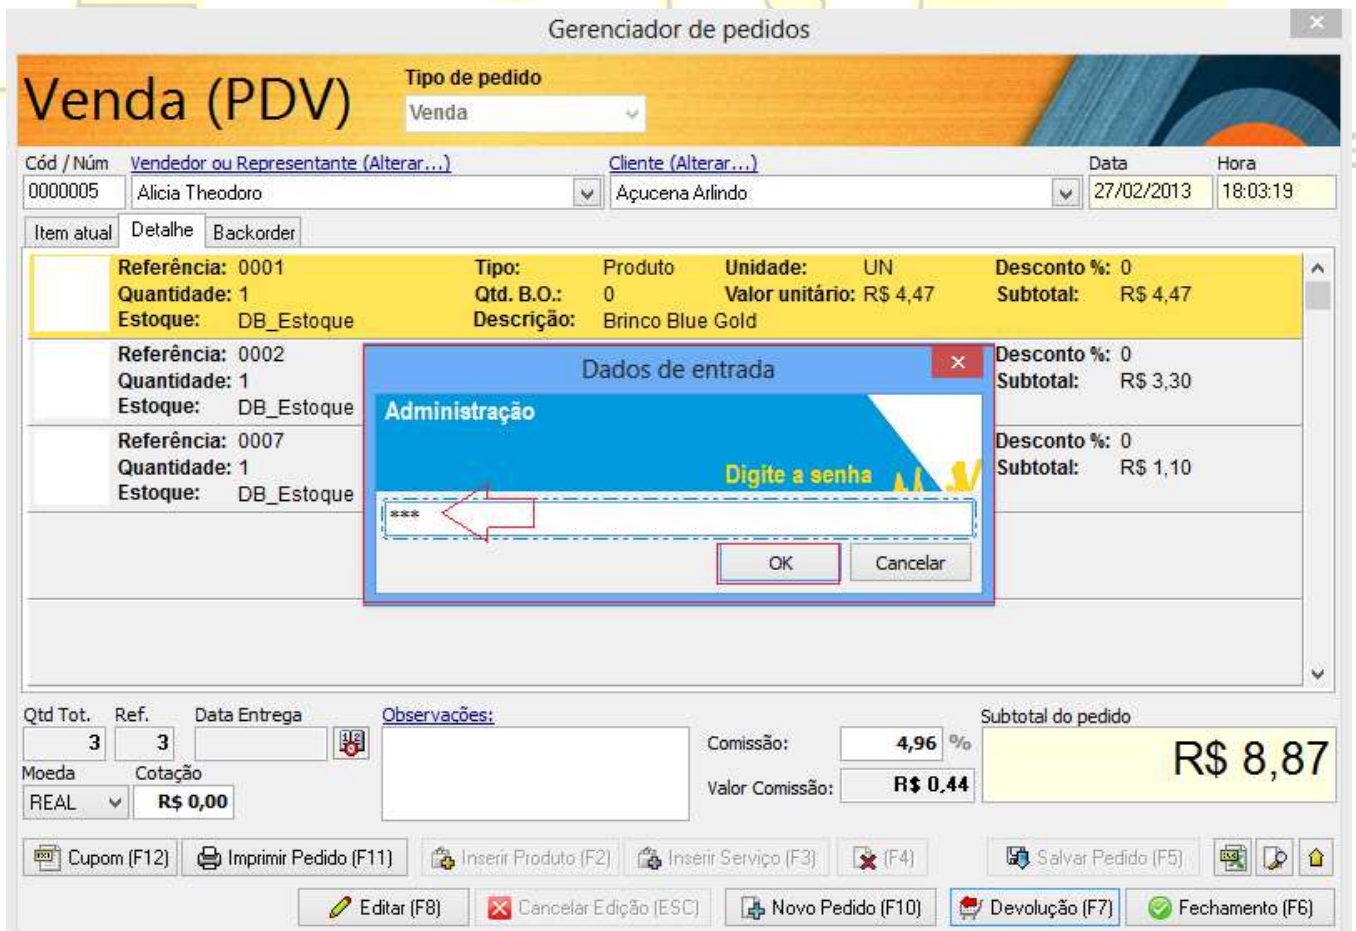 Gerenciador de pedidos
Venda (PDV)
Tipo de pedido
Venda
Cód / Núm Vendedor ou Representante (Alterar...) Cliente (Alterar...) Data Hora
0000005 Alicia Theodoro Açucena Arlindo 27/02/2013 18:03:19
Item atual Detalhe Backorder
Referência: 0001 Tipo: Produto Unidade: UN Desconto %: 0
Quantidade: 1 Qtd. B.O.: 0 Valor unitário: R$ 4,47 Subtotal: R$ 4,47
Estoque: DB_Estoque Descrição: Brinco Blue Gold
Referência: 0002 Desconto %: 0
Quantidade: 1 Subtotal: R$ 3,30
Estoque: DB_Estoque
Referência: 0007 Desconto %: 0
Quantidade: 1 Subtotal: R$ 1,10
Estoque: DB_Estoque
Dados de entrada
Administração
Digite a senha
***
OK Cancelar
Qtd Tot. Ref. Data Entrega Observações: Subtotal do pedido
3 3 Comissão: 4,96 % R$ 8,87
Moeda Cotação
REAL R$ 0,00 Valor Comissão: R$ 0,44
Cupom (F12) Imprimir Pedido (F11) Inserir Produto (F2) Inserir Serviço (F3) (F4) Salvar Pedido (F5)
Editar (F8) Cancelar Edição (ESC) Novo Pedido (F10) Devolução (F7) Fechamento (F6)